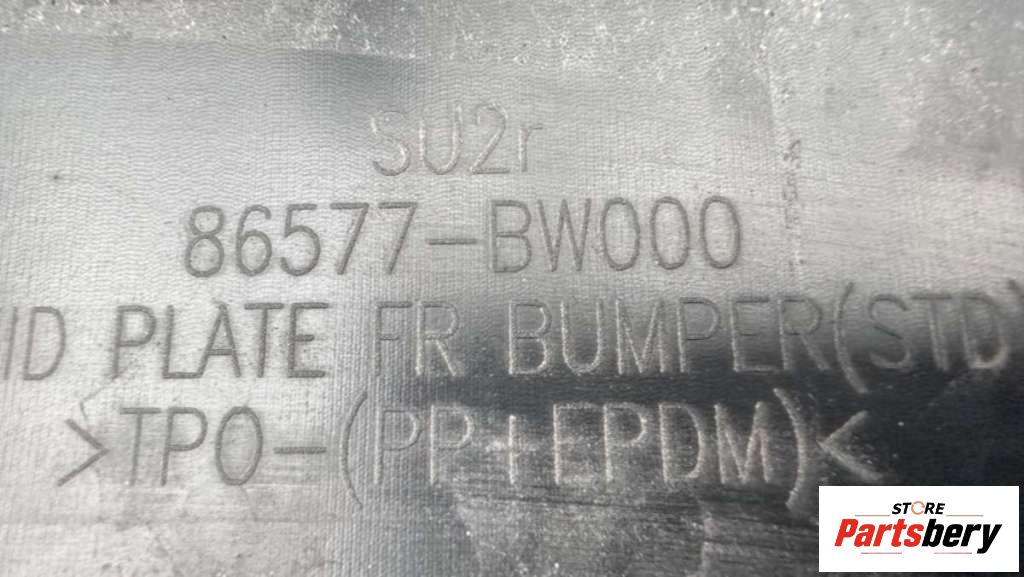 SU2r
86577-BW000
ID PLATE FR BUMPER(STD)
>TPO-(PP+EPDM)<
STORE
Partsbery